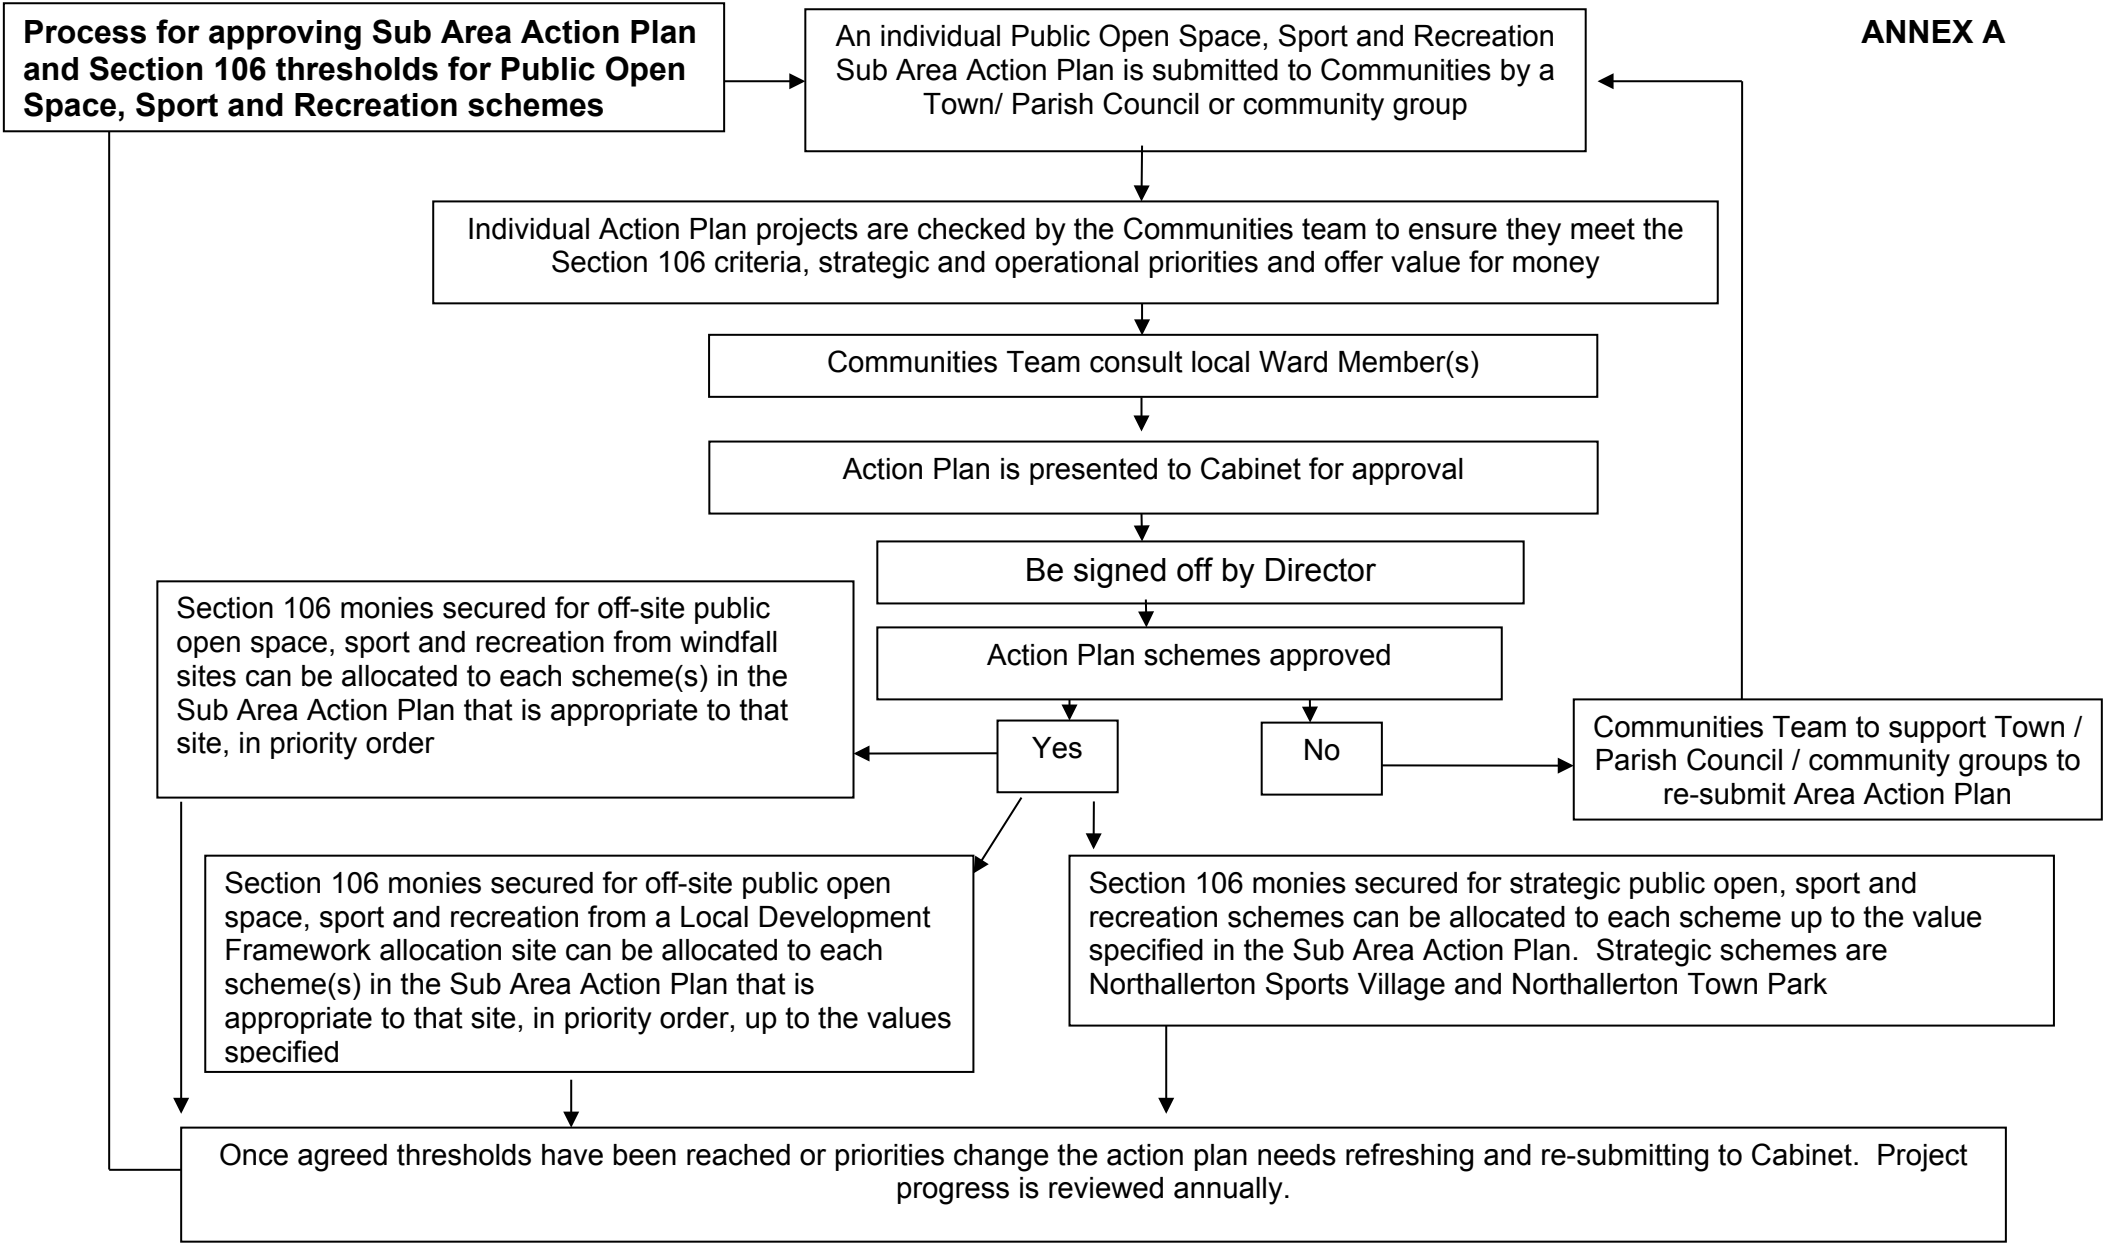 Process for approving Sub Area Action Plan
and Section 106 thresholds for Public Open
Space, Sport and Recreation schemes
An individual Public Open Space, Sport and Recreation
Sub Area Action Plan is submitted to Communities by a
Town/ Parish Council or community group
ANNEX A
Individual Action Plan projects are checked by the Communities team to ensure they meet the
Section 106 criteria, strategic and operational priorities and offer value for money
Communities Team consult local Ward Member(s)
Action Plan is presented to Cabinet for approval
Be signed off by Director
Action Plan schemes approved
Yes
No
Communities Team to support Town /
Parish Council / community groups to
re-submit Area Action Plan
Section 106 monies secured for off-site public
open space, sport and recreation from windfall
sites can be allocated to each scheme(s) in the
Sub Area Action Plan that is appropriate to that
site, in priority order
Section 106 monies secured for off-site public open
space, sport and recreation from a Local Development
Framework allocation site can be allocated to each
scheme(s) in the Sub Area Action Plan that is
appropriate to that site, in priority order, up to the values
specified
Section 106 monies secured for strategic public open, sport and
recreation schemes can be allocated to each scheme up to the value
specified in the Sub Area Action Plan.  Strategic schemes are
Northallerton Sports Village and Northallerton Town Park
Once agreed thresholds have been reached or priorities change the action plan needs refreshing and re-submitting to Cabinet.  Project
progress is reviewed annually.